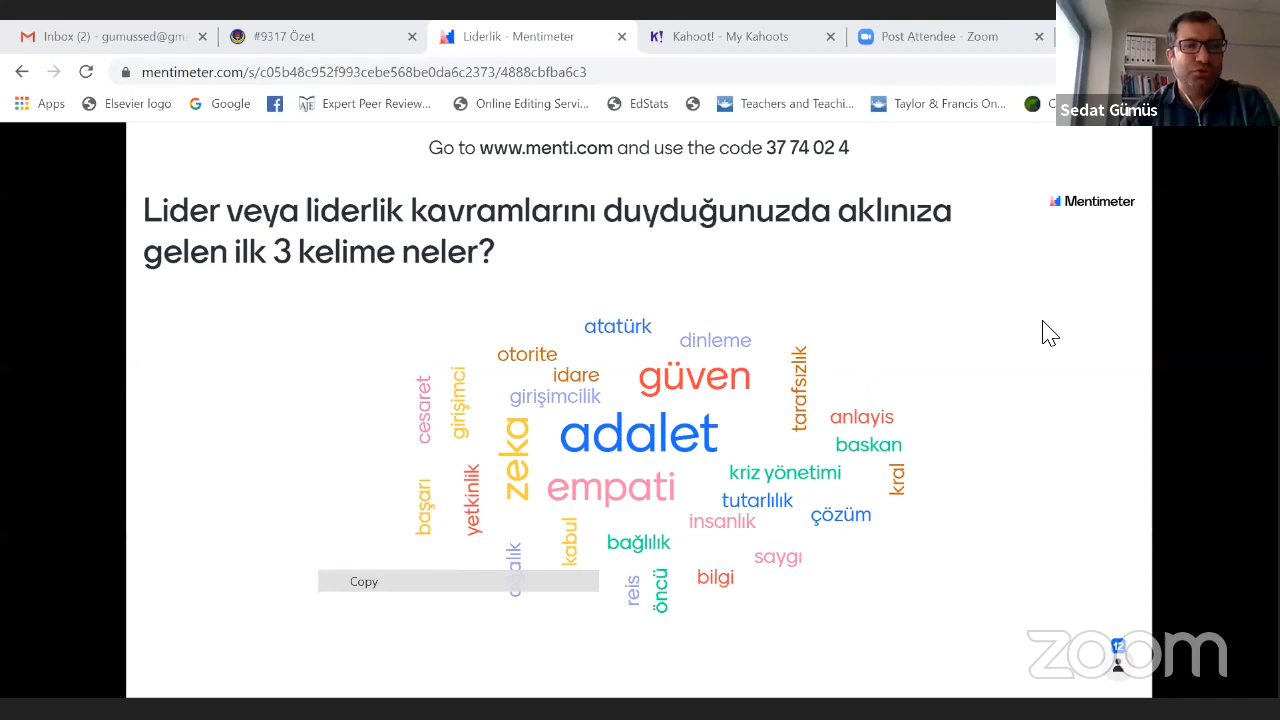 Inbox (2) - gumussed@gm
#9317 Özet
Liderlik - Mentimeter
Kahoot! - My Kahoots
Post Attendee - Zoom
mentimeter.com/s/c05b48c952f993cebe568be0da6c2373/4888cbfba6c3
Apps
Elsevier logo
Google
Expert Peer Review...
Online Editing Servi...
EdStats
Teachers and Teachi...
Taylor & Francis On...
Sedat Gümüs
Go to www.menti.com and use the code 37 74 02 4
Mentimeter
Lider veya liderlik kavramlarını duyduğunuzda aklınıza
gelen ilk 3 kelime neler?
atatürk
dinleme
otorite
idare
güven
girişimcilik
cesaret
girişimci
tarafsızlık
anlayis
adalet
baskan
zeka
kriz yönetimi
kral
empati
başarı
yetkinlik
tutarlılık
çözüm
insanlık
kabul
bağlılık
saygı
bilgi
reis
öncü
Copy
12
zoom